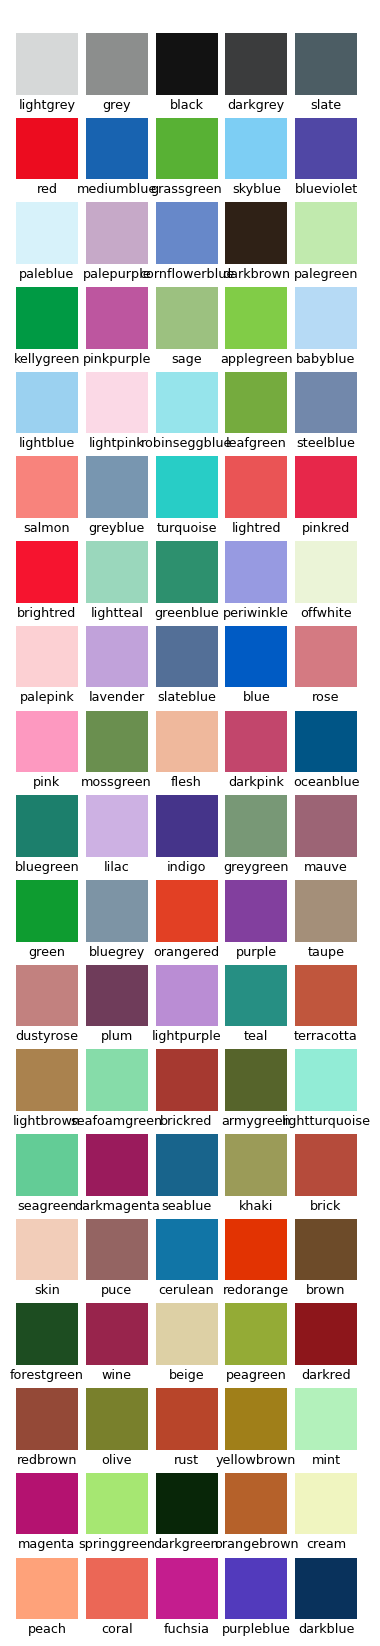 lightgrey grey black darkgrey slate
red mediumblue grassgreen skyblue blueviolet
paleblue palepurple cornflowerblue darkbrown palegreen
kellygreen pinkpurple sage applegreen babyblue
lightblue lightpink robinseggblue leafgreen steelblue
salmon greyblue turquoise lightred pinkred
brightred lightteal greenblue periwinkle offwhite
palepink lavender slateblue blue rose
pink mossgreen flesh darkpink oceanblue
bluegreen lilac indigo greygreen mauve
green bluegrey orangered purple taupe
dustyrose plum lightpurple teal terracotta
lightbrown seafoamgreen brickred armygreen lightturquoise
seagreen darkmagenta seablue khaki brick
skin puce cerulean redorange brown
forestgreen wine beige peagreen darkred
redbrown olive rust yellowbrown mint
magenta springgreen darkgreen orangebrown cream
peach coral fuchsia purpleblue darkblue